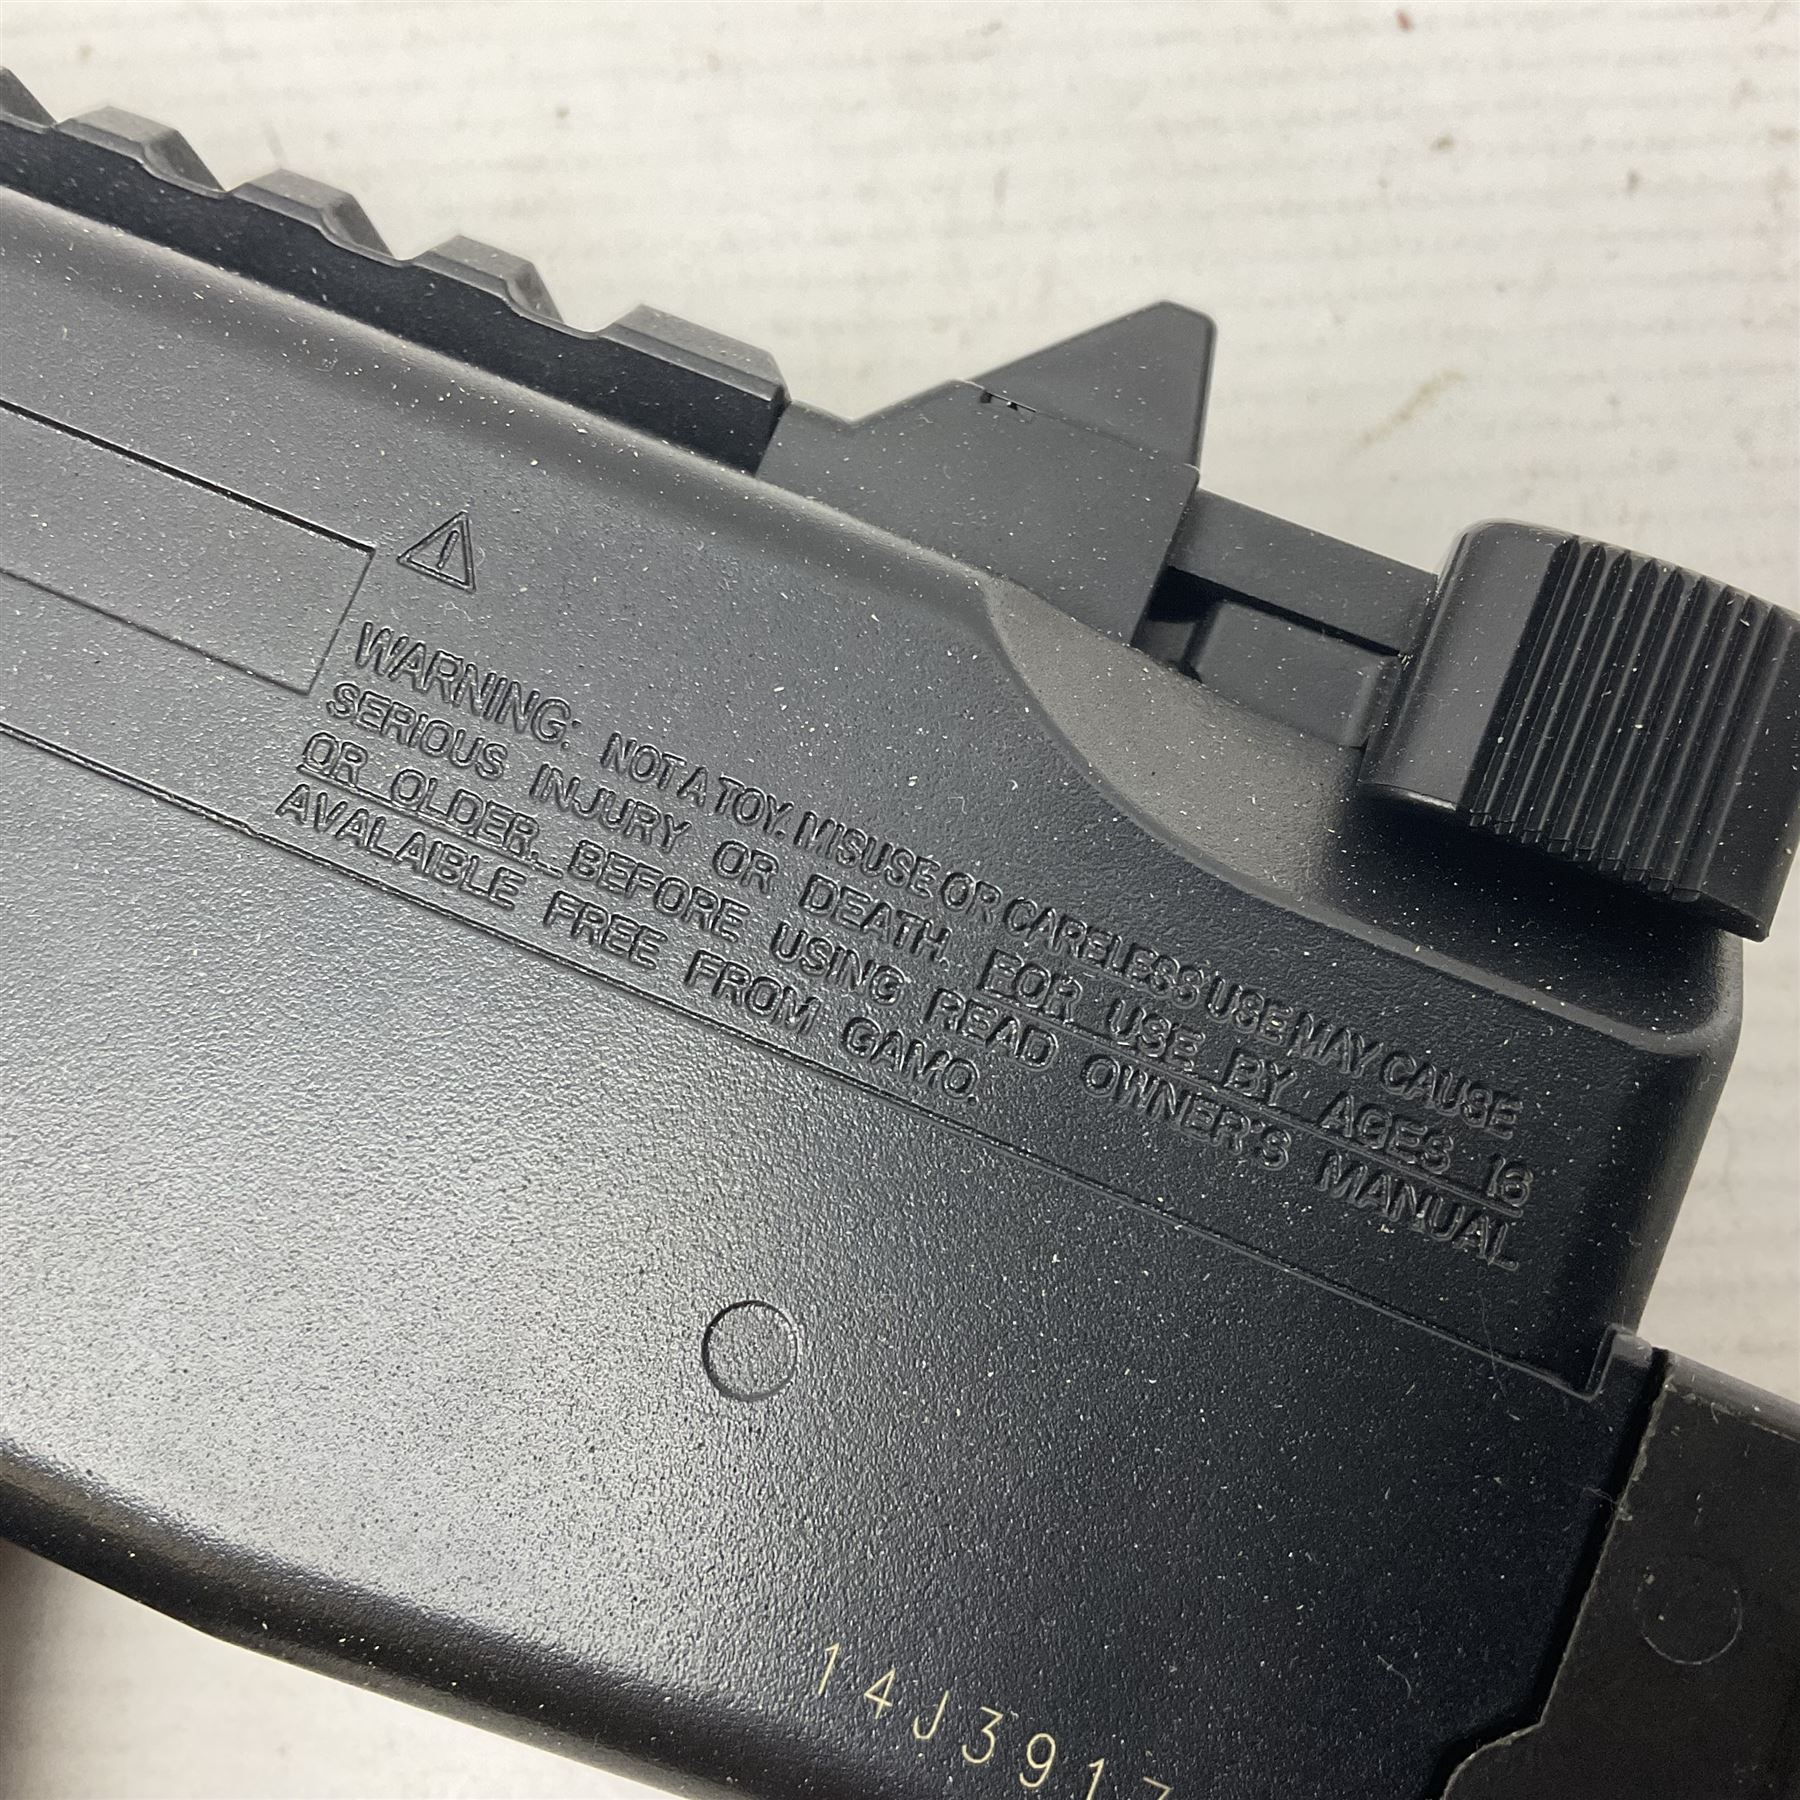 WARNING: NOT A TOY. MISUSE OR CARELESS USE MAY CAUSE
SERIOUS INJURY OR DEATH. FOR USE BY AGES 16
OR OLDER. BEFORE USING READ OWNER'S MANUAL
AVALAIBLE FREE FROM GAMO.
14J3917